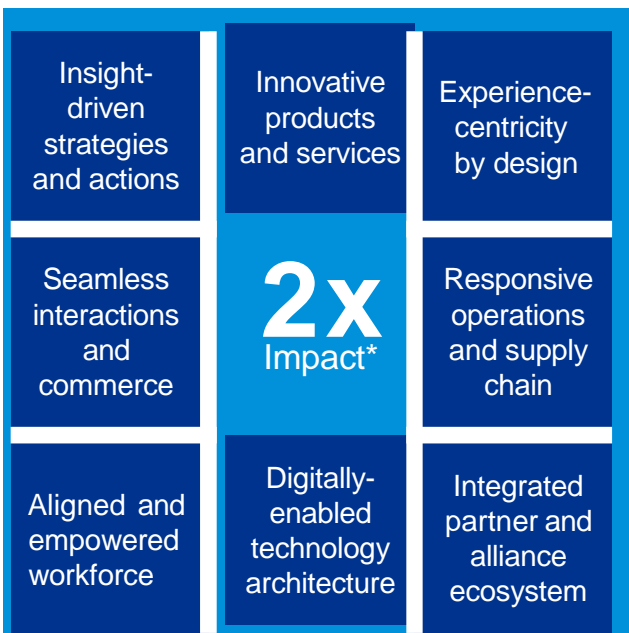 Insight-
driven
strategies
and actions
Innovative
products
and services
Experience-
centricity
by design
Seamless
interactions
and
commerce
2x
Impact*
Responsive
operations
and supply
chain
Aligned and
empowered
workforce
Digitally-
enabled
technology
architecture
Integrated
partner and
alliance
ecosystem